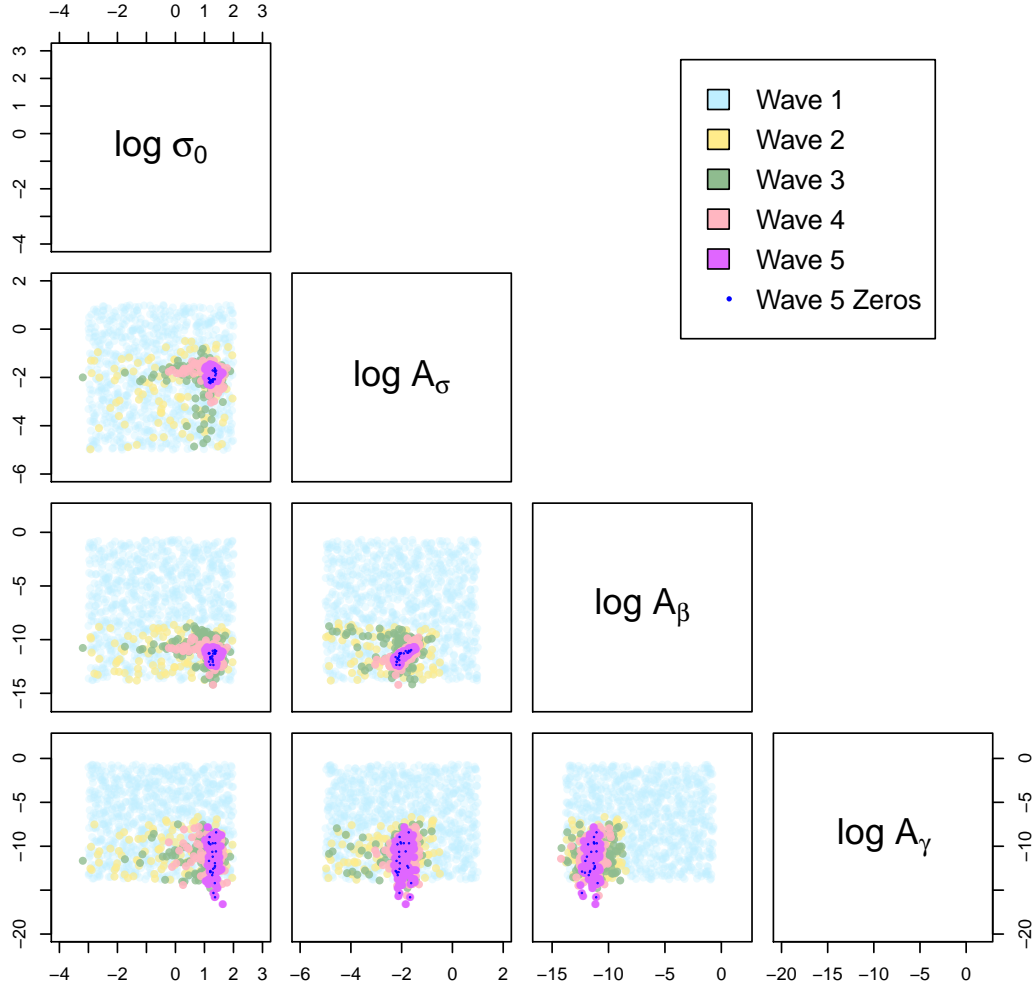 −4 −2 0 1 2 3
3
2
1
0
−2
−4
log σ0
Wave 1
Wave 2
Wave 3
Wave 4
Wave 5
Wave 5 Zeros
2
0
−2
−4
−6
log Aσ
0
−5
−10
−15
log Aβ
0
−5
−10
−20
log Aγ
0
−5
−10
−20
−4 −2 0 1 2 3
−6 −4 −2 0 2
−15 −10 −5 0
−20 −15 −10 −5 0